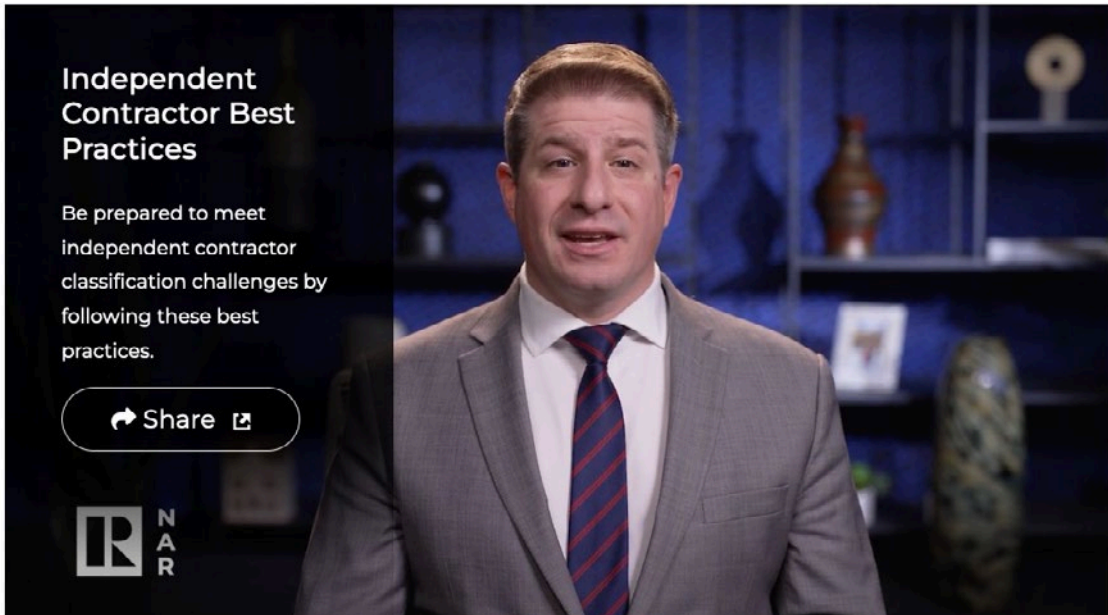 Independent
Contractor Best
Practices
Be prepared to meet
independent contractor
classification challenges by
following these best
practices.
Share
R
N
A
R